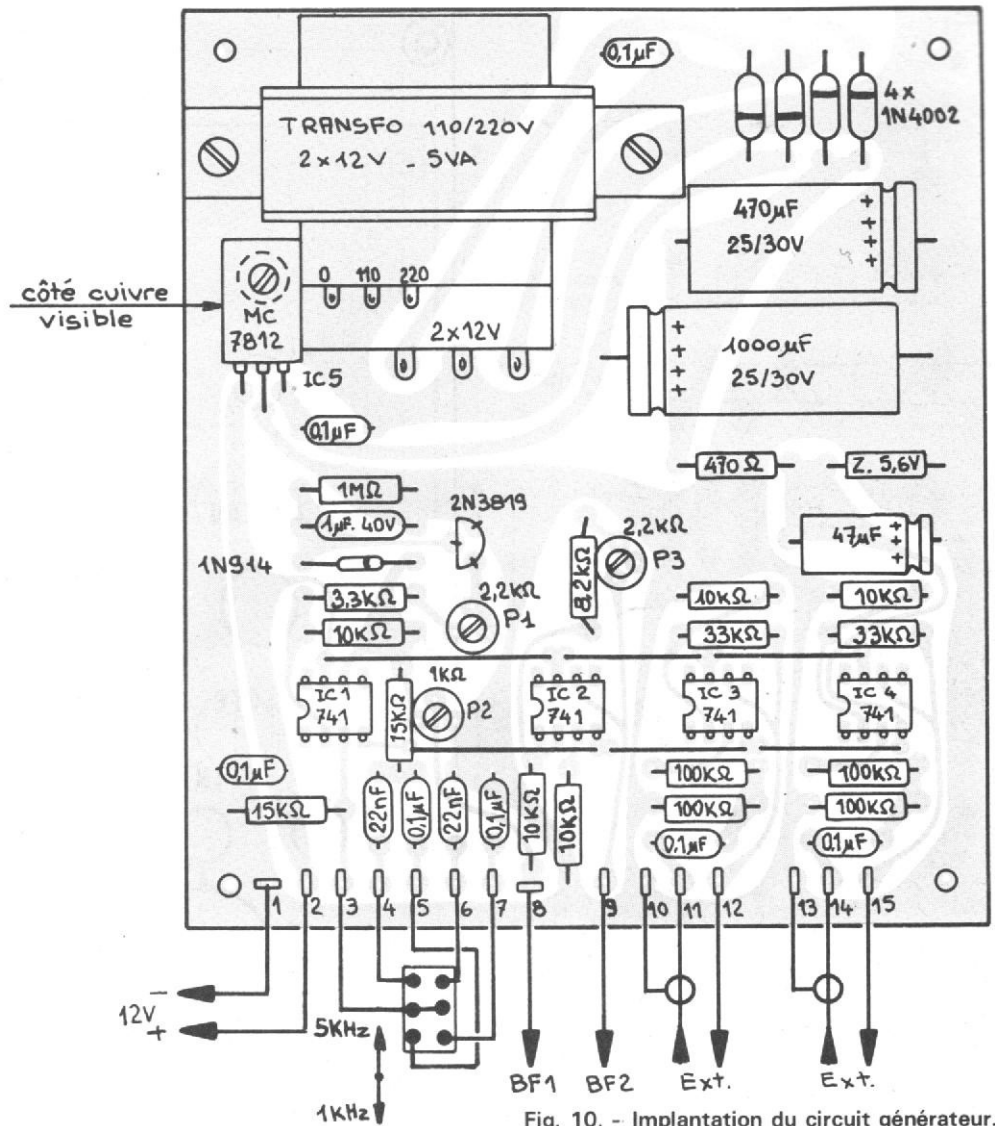 0,1µF
4x
1N4002
TRANSFO 110/220V
2x12V _ 5VA
470µF
25/30V
+
+
+
+
côté cuivre
visible
MC
7812
IC5
0 110 220
2x12V
1000µF
25/30V
+
+
+
+
0,1µF
470Ω
Z. 5,6V
1MΩ
1µF. 40V
2N3819
2,2kΩ
P3
8,2kΩ
47µF
+
+
+
1N914
3,3kΩ
2,2kΩ
P1
10kΩ
10kΩ
10kΩ
33kΩ
33kΩ
IC1
741
15kΩ
1kΩ
P2
IC2
741
IC3
741
IC4
741
0,1µF
15kΩ
22nF
0,1µF
22nF
0,1µF
10kΩ
10kΩ
100kΩ
100kΩ
0,1µF
100kΩ
100kΩ
0,1µF
1 2 3 4 5 6 7 8 9 10 11 12 13 14 15
−
12V
+
5KHz
1KHz
BF1
BF2
Ext.
Ext.
Fig. 10. - Implantation du circuit générateur.